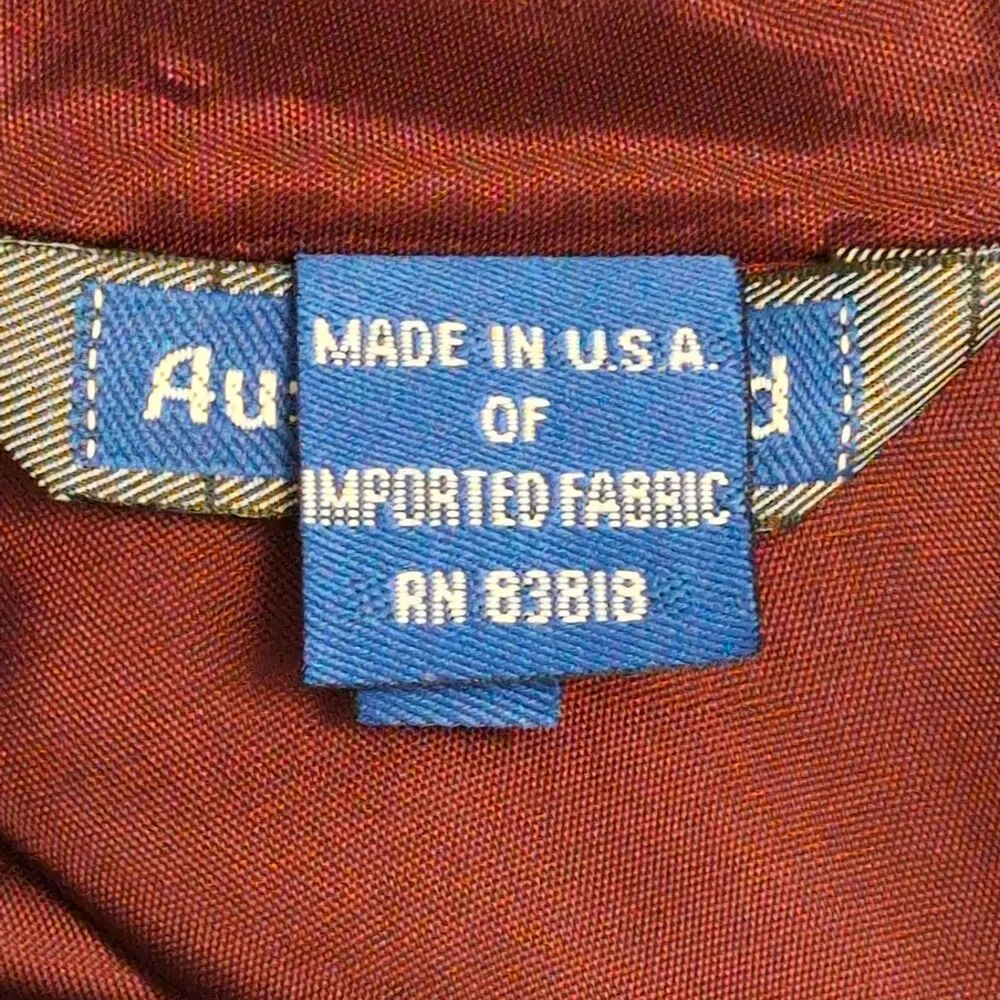 MADE IN U.S.A.
OF
IMPORTED FABRIC
RN 83818